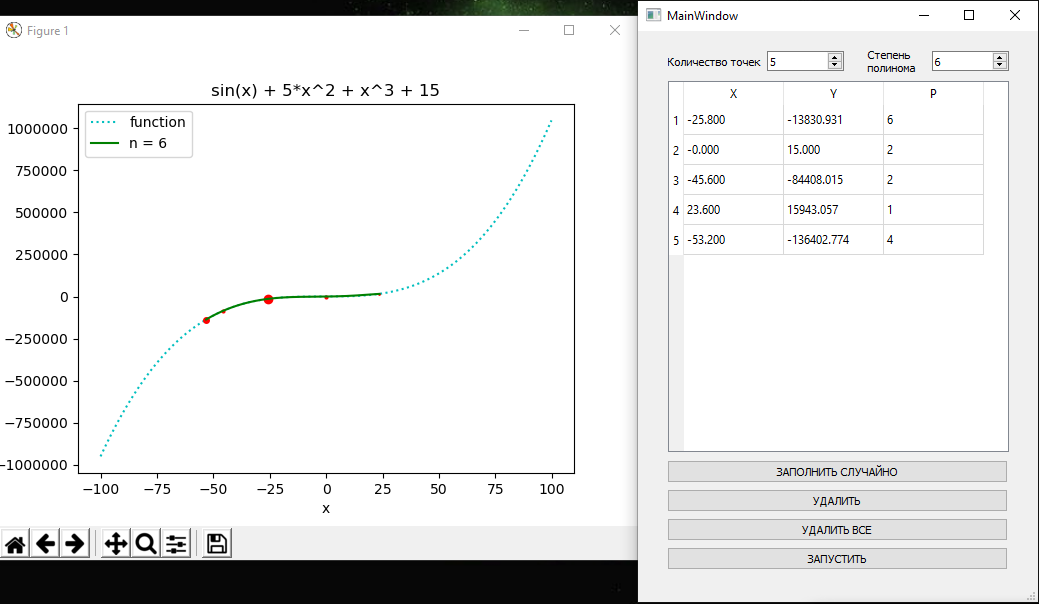 Figure 1
sin(x) + 5*x^2 + x^3 + 15
function
n = 6
1000000
750000
500000
250000
0
−250000
−500000
−750000
−1000000
−100 −75 −50 −25 0 25 50 75 100
x
MainWindow
Количество точек 5
Степень
полинома 6
X Y P
1 -25.800 -13830.931 6
2 -0.000 15.000 2
3 -45.600 -84408.015 2
4 23.600 15943.057 1
5 -53.200 -136402.774 4
ЗАПОЛНИТЬ СЛУЧАЙНО
УДАЛИТЬ
УДАЛИТЬ ВСЕ
ЗАПУСТИТЬ